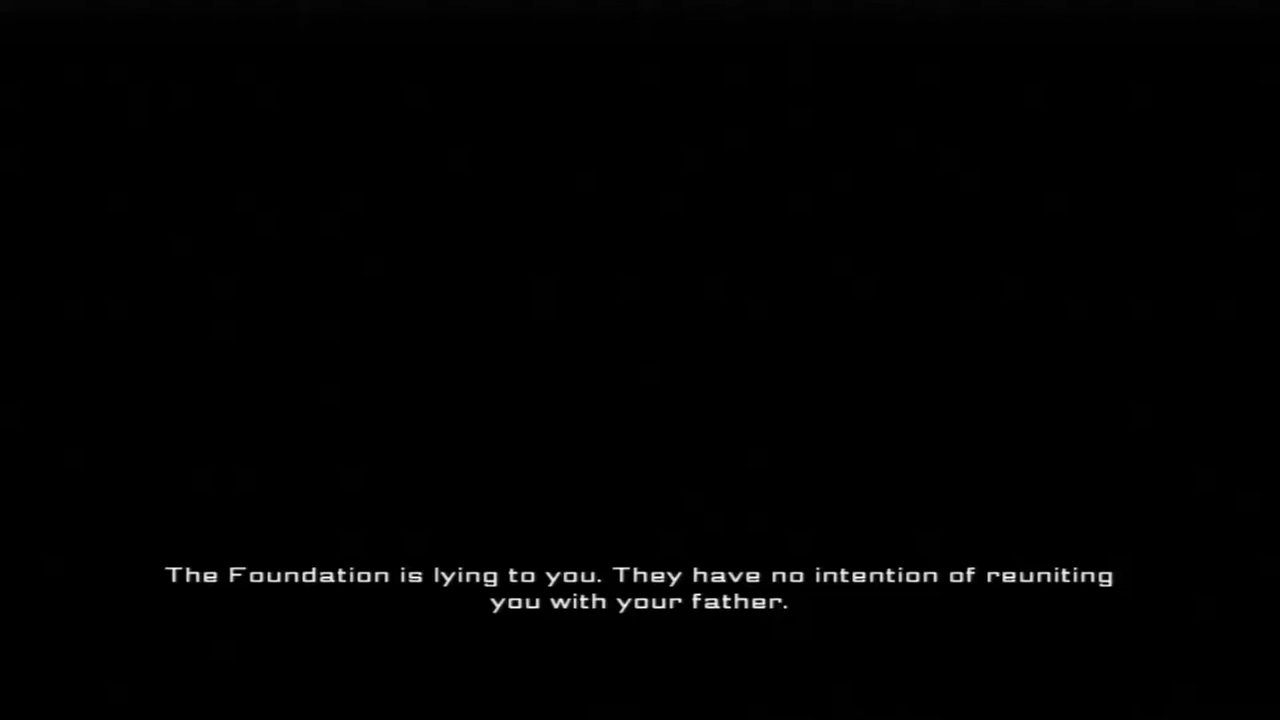 The Foundation is lying to you. They have no intention of reuniting
you with your father.